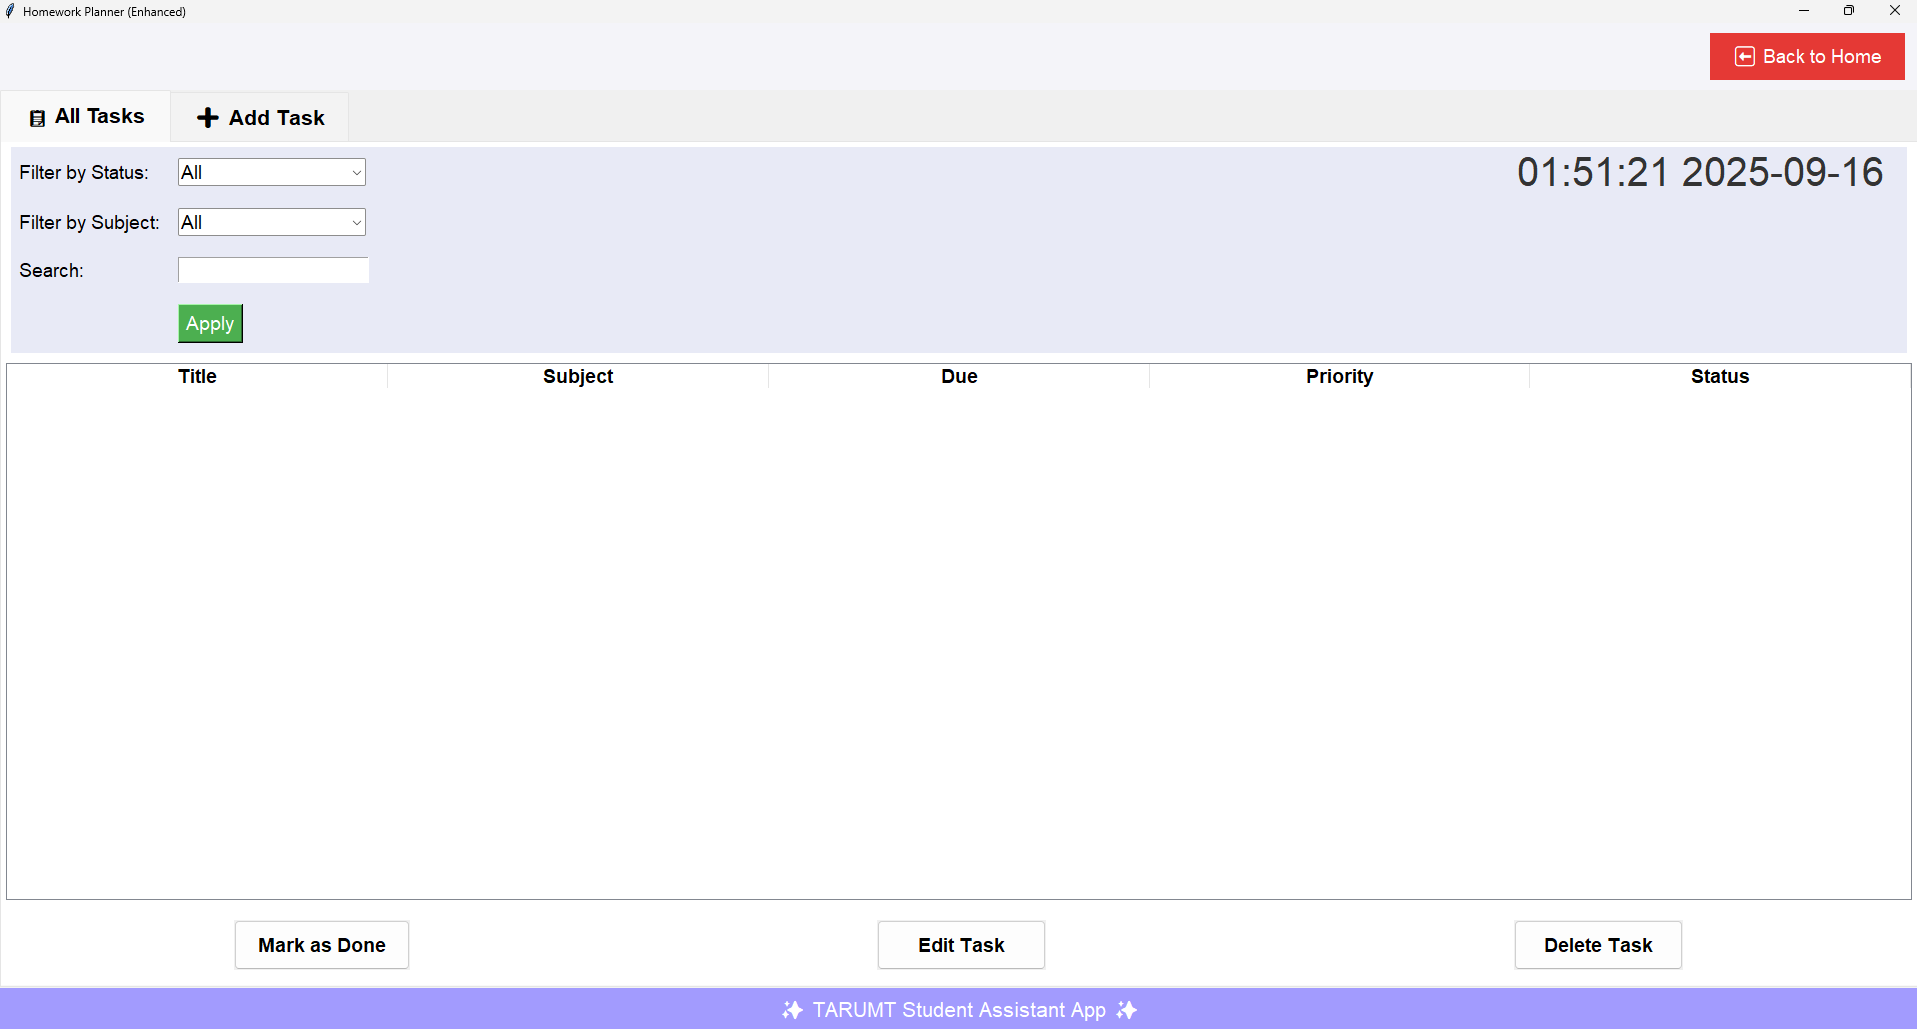 Homework Planner (Enhanced)
Back to Home
All Tasks
Add Task
Filter by Status: All
01:51:21 2025-09-16
Filter by Subject: All
Search:
Apply
Title Subject Due Priority Status
Mark as Done Edit Task Delete Task
✨ TARUMT Student Assistant App ✨